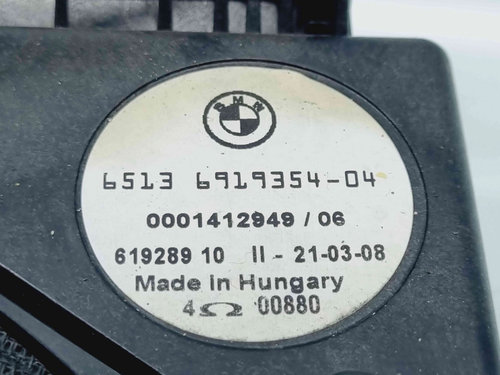 BMW
6513 6919354-04
0001412949 / 06
619289 10 II - 21-03-08
Made in Hungary
4Ω 00880